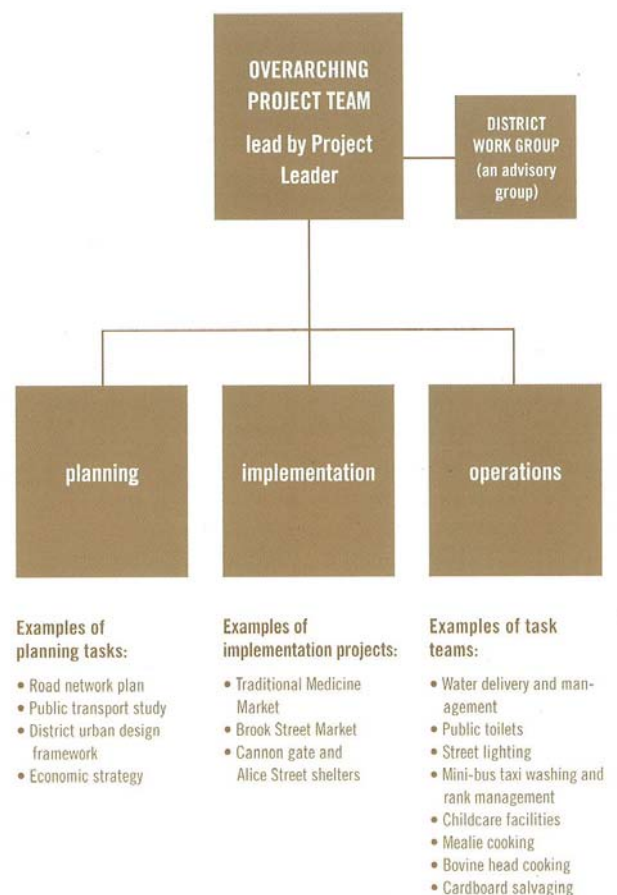 OVERARCHING
PROJECT TEAM
lead by Project
Leader
DISTRICT
WORK GROUP
(an advisory
group)
planning
implementation
operations
Examples of
planning tasks:
• Road network plan
• Public transport study
• District urban design
framework
• Economic strategy
Examples of
implementation projects:
• Traditional Medicine
Market
• Brook Street Market
• Cannon gate and
Alice Street shelters
Examples of task
teams:
• Water delivery and man-
agement
• Public toilets
• Street lighting
• Mini-bus taxi washing and
rank management
• Childcare facilities
• Mealie cooking
• Bovine head cooking
• Cardboard salvaging